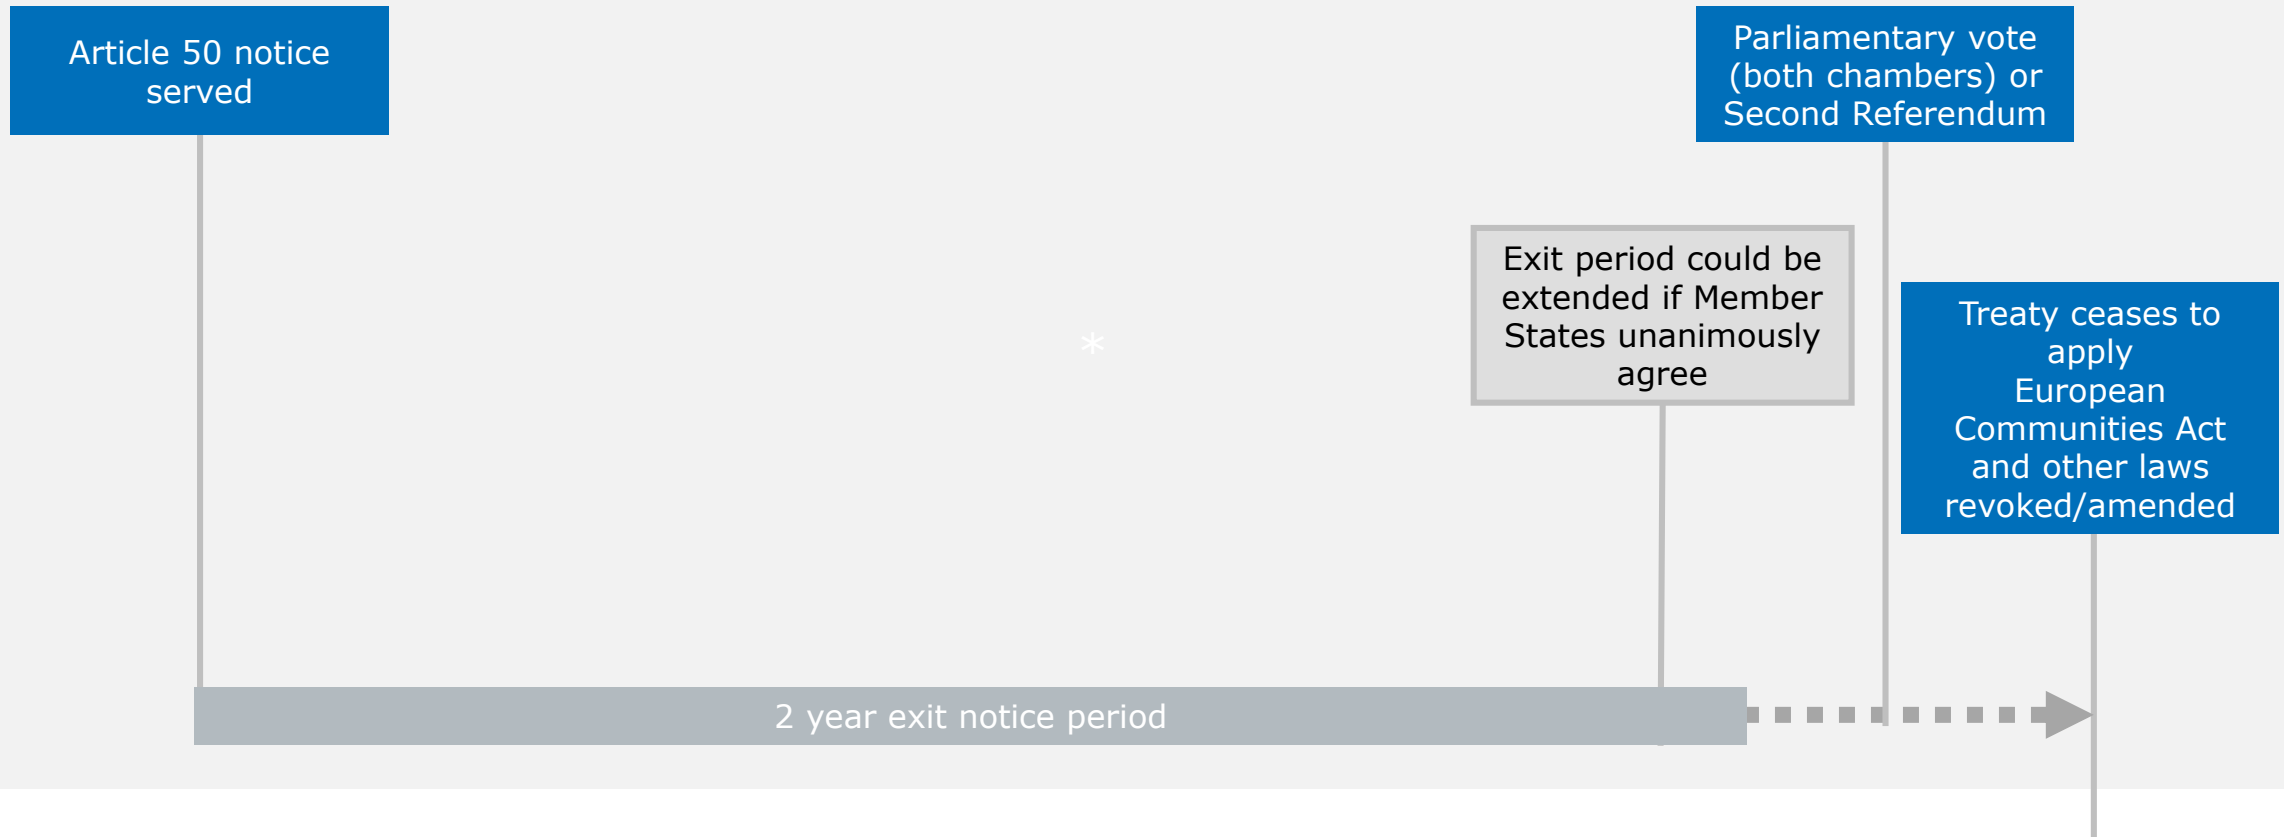 Article 50 notice
served
Parliamentary vote
(both chambers) or
Second Referendum
Exit period could be
extended if Member
States unanimously
agree
*
Treaty ceases to
apply
European
Communities Act
and other laws
revoked/amended
2 year exit notice period